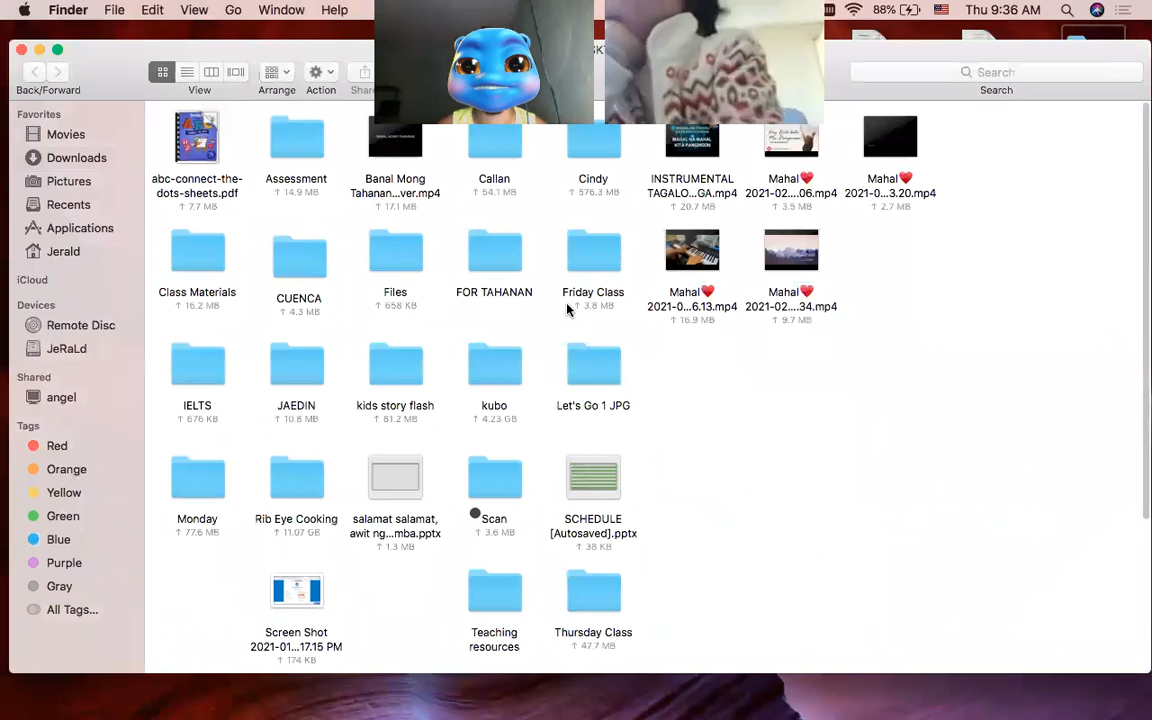 Finder File Edit View Go Window Help 88% Thu 9:36 AM
Back/Forward View Arrange Action Search
Search
Favorites
Movies
Downloads
Pictures
Recents
Applications
Jerald
iCloud
Devices
Remote Disc
JeRaLd
Shared
angel
Tags
Red
Orange
Yellow
Green
Blue
Purple
Gray
All Tags...
abc-connect-the-
dots-sheets.pdf
7.7 MB
Assessment
14.9 MB
Banal Mong
Tahanan...ver.mp4
17.1 MB
Callan
54.1 MB
Cindy
576.3 MB
INSTRUMENTAL
TAGALO...GA.mp4
20.7 MB
Mahal❤️
2021-02....06.mp4
3.5 MB
Mahal❤️
2021-0...3.20.mp4
2.7 MB
Class Materials
16.2 MB
CUENCA
4.3 MB
Files
658 KB
FOR TAHANAN
Friday Class
3.8 MB
Mahal❤️
2021-0...6.13.mp4
16.9 MB
Mahal❤️
2021-02....34.mp4
9.7 MB
IELTS
676 KB
JAEDIN
10.8 MB
kids story flash
81.2 MB
kubo
4.23 GB
Let's Go 1 JPG
Monday
77.6 MB
Rib Eye Cooking
11.07 GB
salamat salamat,
awit ng...mba.pptx
1.3 MB
Scan
3.6 MB
SCHEDULE
[Autosaved].pptx
38 KB
Screen Shot
2021-01...17.15 PM
174 KB
Teaching
resources
Thursday Class
47.7 MB